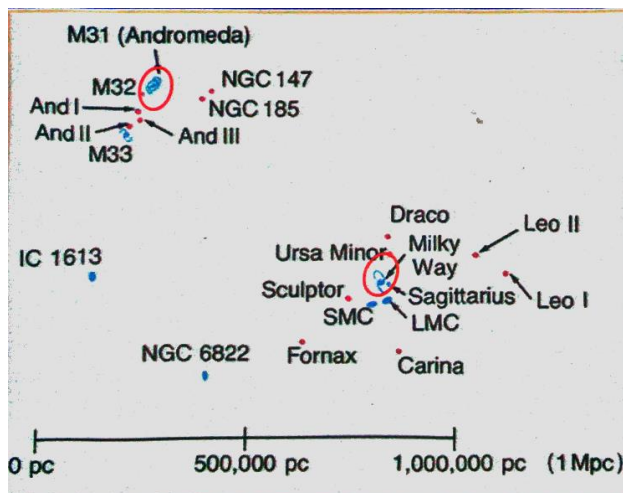 M31 (Andromeda)
M32
NGC 147
NGC 185
And I
And II
And III
M33
Draco
Leo II
Ursa Minor
Milky
Way
IC 1613
Sculptor
Sagittarius
Leo I
SMC
LMC
NGC 6822
Fornax
Carina
0 pc
500,000 pc
1,000,000 pc
(1 Mpc)